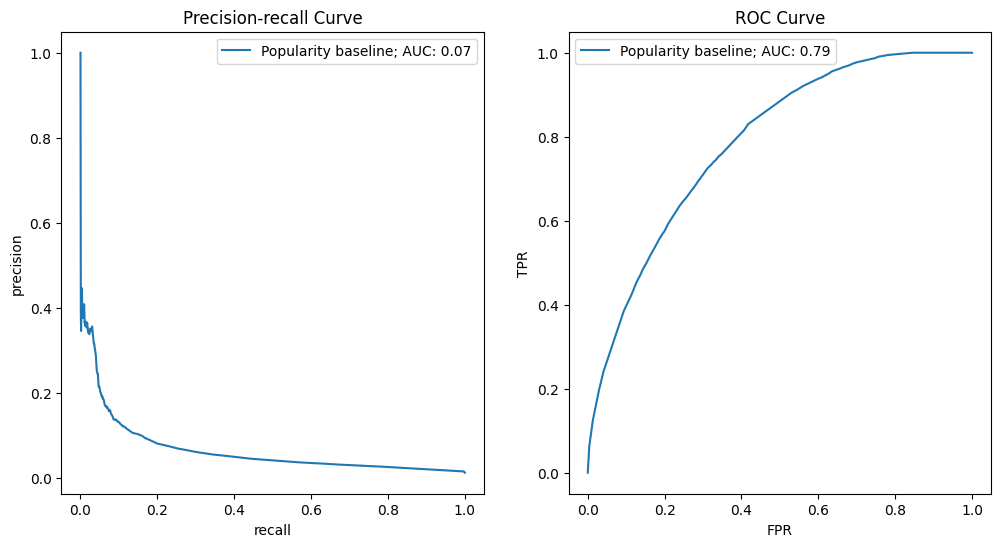 Precision-recall Curve
Popularity baseline; AUC: 0.07
precision
1.0
0.8
0.6
0.4
0.2
0.0
0.0 0.2 0.4 0.6 0.8 1.0
recall
ROC Curve
Popularity baseline; AUC: 0.79
TPR
1.0
0.8
0.6
0.4
0.2
0.0
0.0 0.2 0.4 0.6 0.8 1.0
FPR